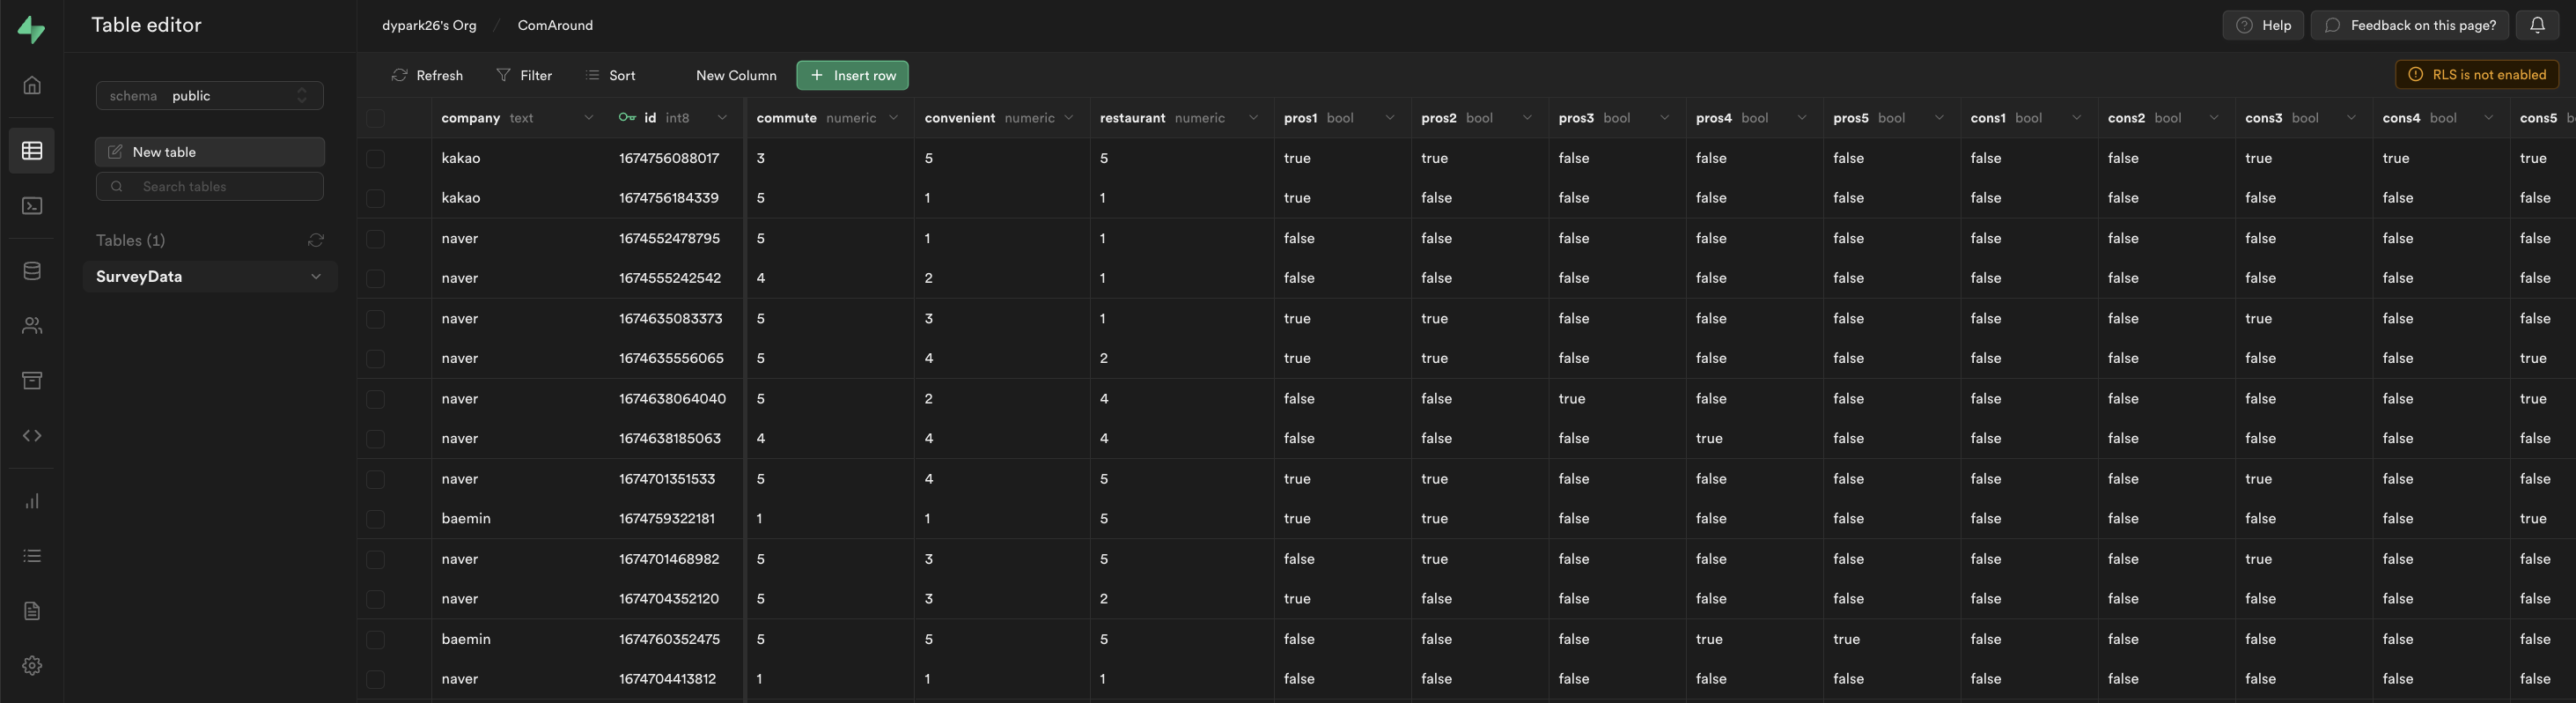 Table editor
dypark26's Org / ComAround
Help
Feedback on this page?
schema public
New table
Search tables
Tables (1)
SurveyData
Refresh Filter Sort New Column + Insert row
RLS is not enabled
company text id int8 commute numeric convenient numeric restaurant numeric pros1 bool pros2 bool pros3 bool pros4 bool pros5 bool cons1 bool cons2 bool cons3 bool cons4 bool cons5 b
kakao 1674756088017 3 5 5 true true false false false false false true true true
kakao 1674756184339 5 1 1 true false false false false false false false false false
naver 1674552478795 5 1 1 false false false false false false false false false false
naver 1674555242542 4 2 1 false false false false false false false false false false
naver 1674635083373 5 3 1 true true false false false false false true false false
naver 1674635556065 5 4 2 true true false false false false false false false true
naver 1674638064040 5 2 4 false false true false false false false false false true
naver 1674638185063 4 4 4 false false false true false false false false false false
naver 1674701351533 5 4 5 true true false false false false false true false false
baemin 1674759322181 1 1 5 true true false false false false false false false true
naver 1674701468982 5 3 5 false true false false false false false true false false
naver 1674704352120 5 3 2 true false false false false false false false false false
baemin 1674760352475 5 5 5 false false false true true false false false false false
naver 1674704413812 1 1 1 false false false false false false false false false false